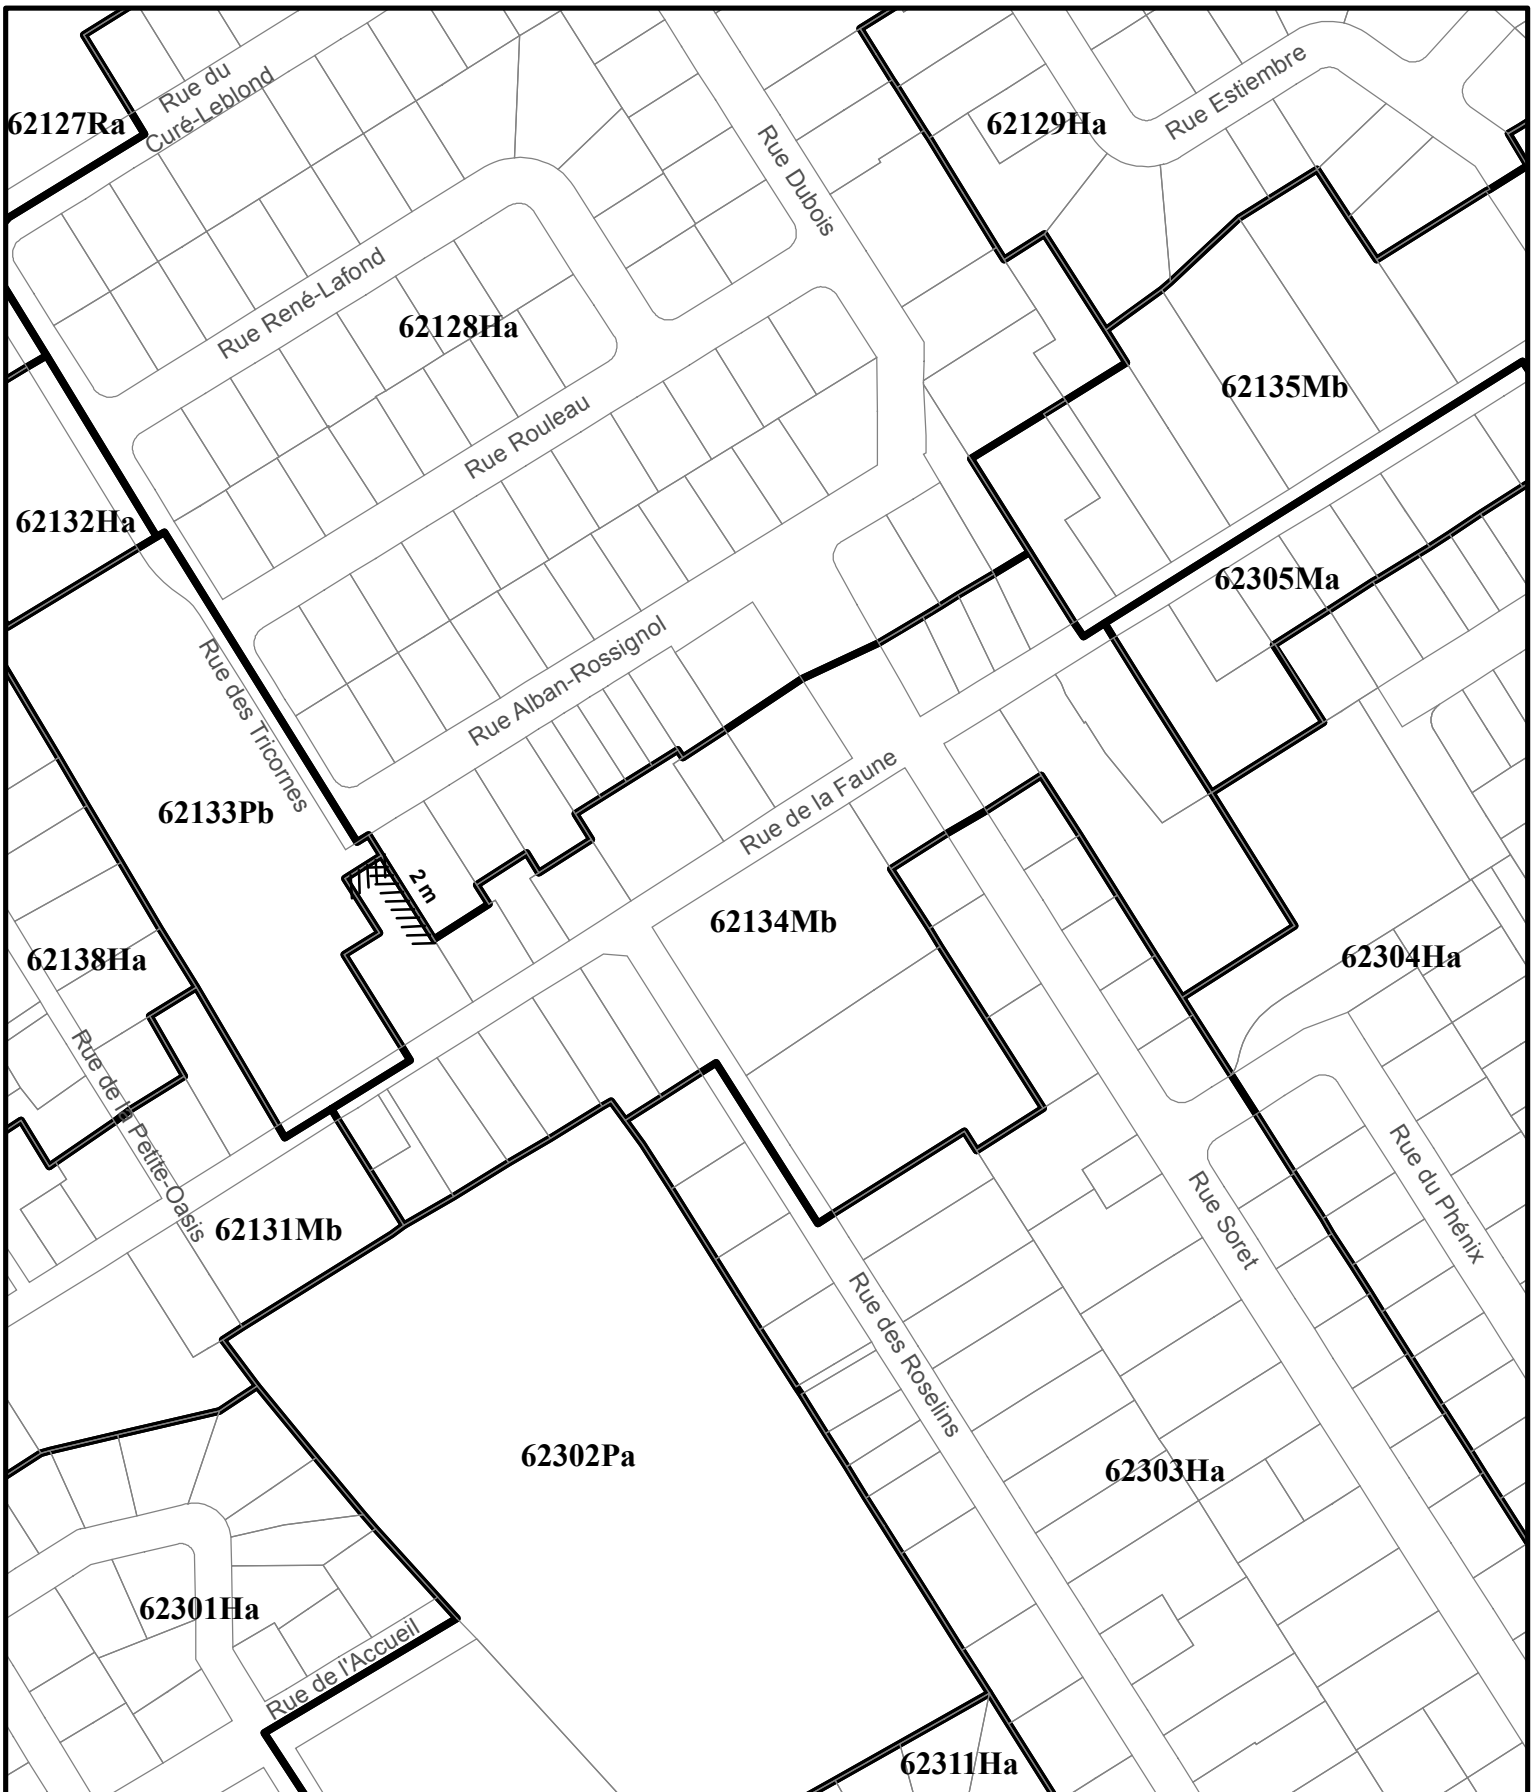 Rue du
Curé-Leblond
62127Ra
62129Ha
Rue Estiembre
Rue Dubois
Rue René-Lafond
62128Ha
62135Mb
Rue Rouleau
62132Ha
62305Ma
Rue Alban-Rossignol
Rue des Tricornes
62133Pb
Rue de la Faune
2 m
62134Mb
62138Ha
62304Ha
Rue de la Petite-Oasis
Rue du Phénix
Rue Soret
62131Mb
Rue des Roselins
62302Pa
62303Ha
62301Ha
Rue de l'Accueil
62311Ha